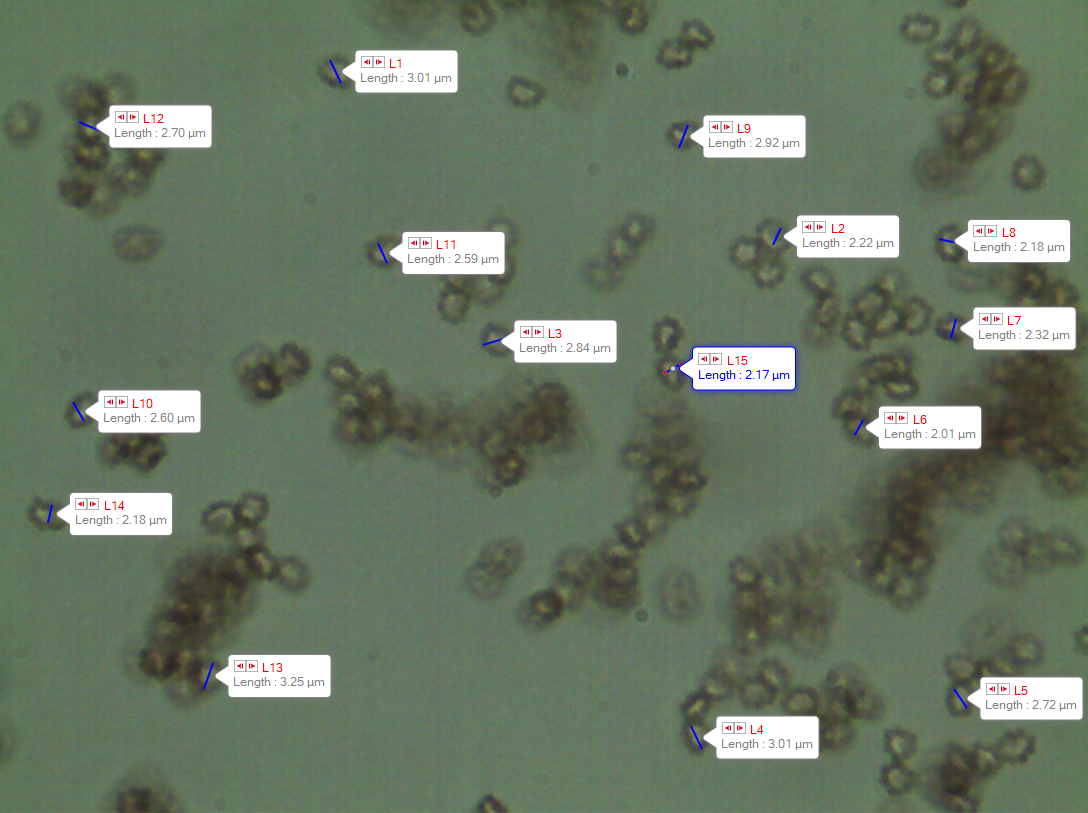 L1
Length : 3.01 µm
L12
Length : 2.70 µm
L9
Length : 2.92 µm
L2
Length : 2.22 µm
L8
Length : 2.18 µm
L11
Length : 2.59 µm
L7
Length : 2.32 µm
L3
Length : 2.84 µm
L15
Length : 2.17 µm
L10
Length : 2.60 µm
L6
Length : 2.01 µm
L14
Length : 2.18 µm
L13
Length : 3.25 µm
L5
Length : 2.72 µm
L4
Length : 3.01 µm